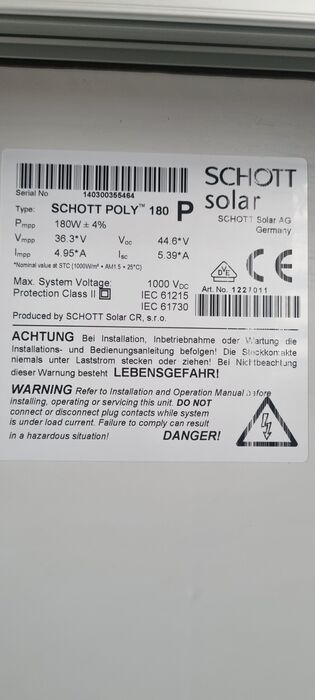 SCHOTT
solar
Serial No 140300355464
Type: SCHOTT POLY™ 180 P
SCHOTT Solar AG
Germany
Pmpp 180W ± 4%
Vmpp 36.3*V Voc 44.6*V
Impp 4.95*A Isc 5.39*A
*Nominal value at STC (1000W/m² • AM1.5 • 25°C)
DVE CE
Max. System Voltage: 1000 VDC
Protection Class II IEC 61215
IEC 61730
Art. No. 1227011
Produced by SCHOTT Solar CR, s.r.o.
ACHTUNG Bei Installation, Inbetriebnahme oder Wartung die
Installations- und Bedienungsanleitung befolgen! Die Steckkontakte
niemals unter Laststrom stecken oder ziehen! Bei Nichtbeachtung
dieser Warnung besteht LEBENSGEFAHR!
WARNING Refer to Installation and Operation Manual before
installing, operating or servicing this unit. DO NOT
connect or disconnect plug contacts while system
is under load current. Failure to comply can result
in a hazardous situation! DANGER!